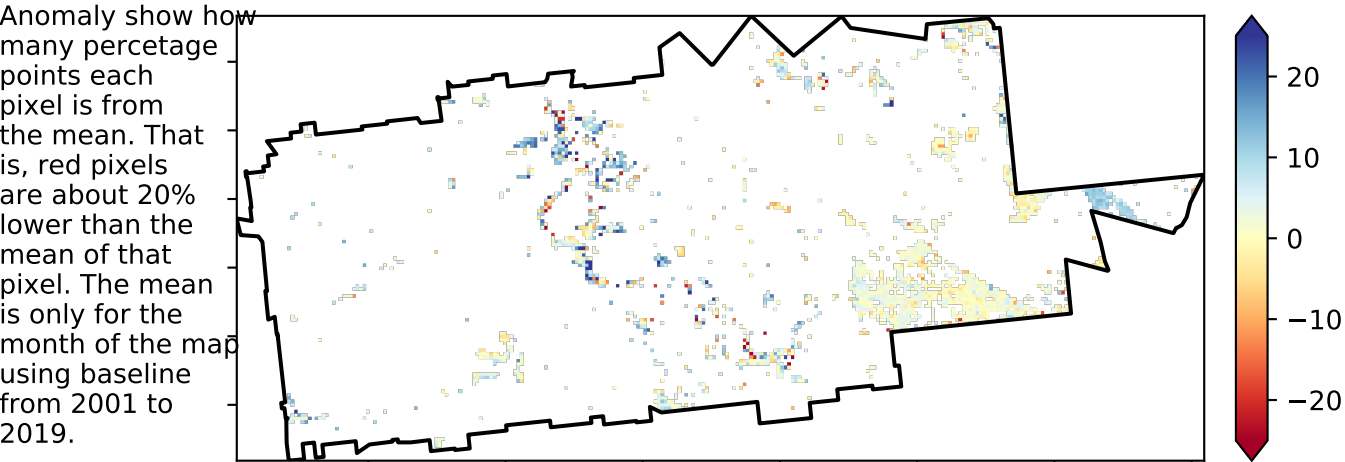 Anomaly show how
many percetage
points each
pixel is from
the mean. That
is, red pixels
are about 20%
lower than the
mean of that
pixel. The mean
is only for the
month of the map
using baseline
from 2001 to
2019.
20
10
0
−10
−20